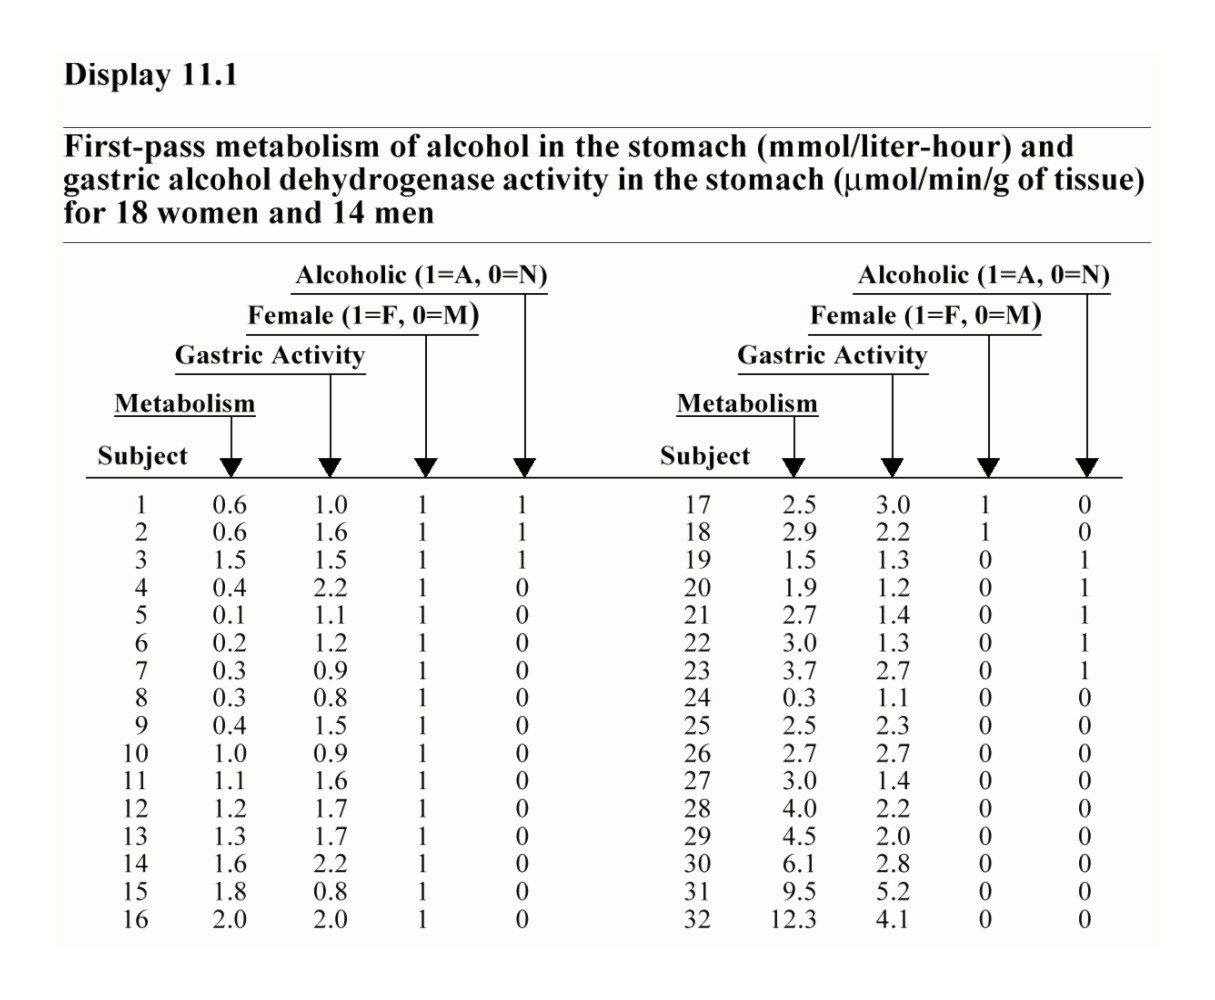 Display 11.1
First-pass metabolism of alcohol in the stomach (mmol/liter-hour) and
gastric alcohol dehydrogenase activity in the stomach (μmol/min/g of tissue)
for 18 women and 14 men
Alcoholic (1=A, 0=N) Alcoholic (1=A, 0=N)
Female (1=F, 0=M) Female (1=F, 0=M)
Gastric Activity Gastric Activity
Metabolism Metabolism
Subject Subject
1 0.6 1.0 1 1 17 2.5 3.0 1 0
2 0.6 1.6 1 1 18 2.9 2.2 1 0
3 1.5 1.5 1 1 19 1.5 1.3 0 1
4 0.4 2.2 1 0 20 1.9 1.2 0 1
5 0.1 1.1 1 0 21 2.7 1.4 0 1
6 0.2 1.2 1 0 22 3.0 1.3 0 1
7 0.3 0.9 1 0 23 3.7 2.7 0 1
8 0.3 0.8 1 0 24 0.3 1.1 0 0
9 0.4 1.5 1 0 25 2.5 2.3 0 0
10 1.0 0.9 1 0 26 2.7 2.7 0 0
11 1.1 1.6 1 0 27 3.0 1.4 0 0
12 1.2 1.7 1 0 28 4.0 2.2 0 0
13 1.3 1.7 1 0 29 4.5 2.0 0 0
14 1.6 2.2 1 0 30 6.1 2.8 0 0
15 1.8 0.8 1 0 31 9.5 5.2 0 0
16 2.0 2.0 1 0 32 12.3 4.1 0 0